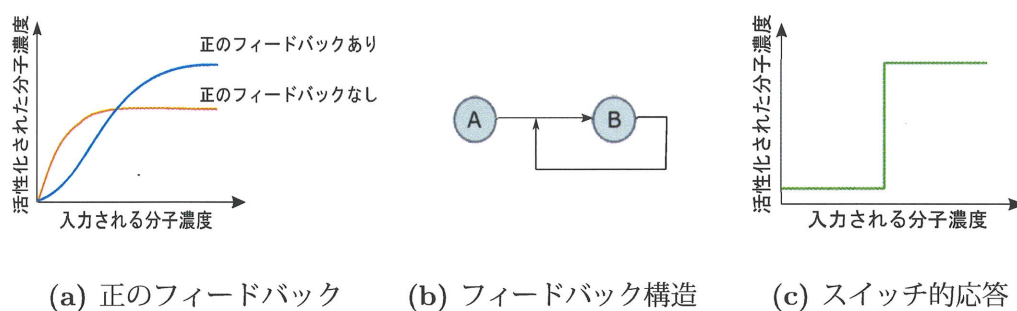 活性化された分子濃度
正のフィードバックあり
正のフィードバックなし
入力される分子濃度
(a) 正のフィードバック
A
B
(b) フィードバック構造
活性化された分子濃度
入力される分子濃度
(c) スイッチ的応答